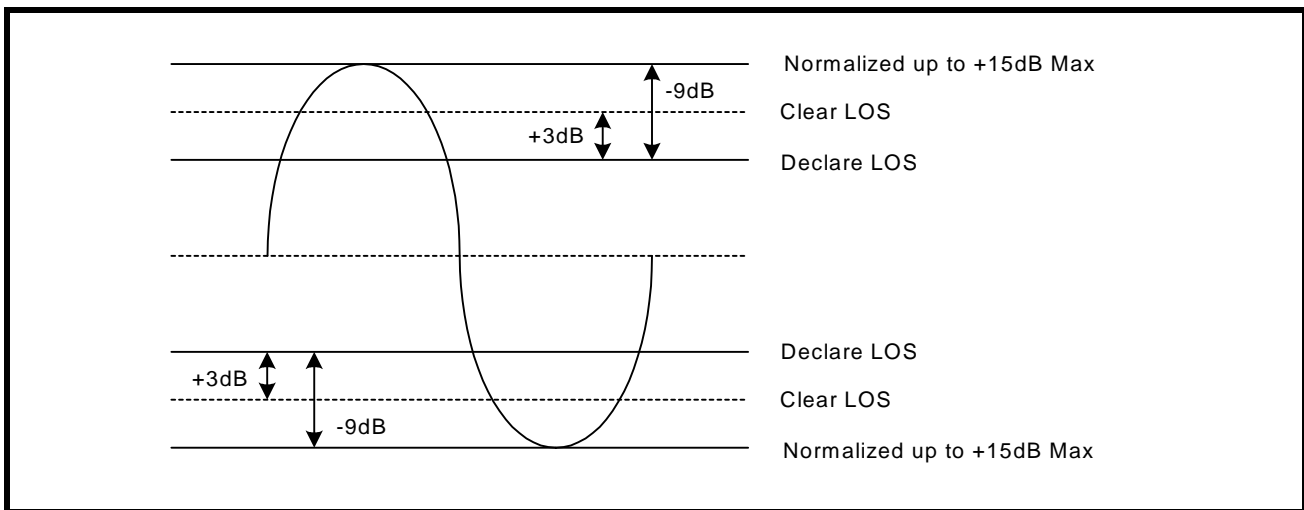 Normalized up to +15dB Max
-9dB
Clear LOS
+3dB
Declare LOS
Declare LOS
+3dB
Clear LOS
-9dB
Normalized up to +15dB Max